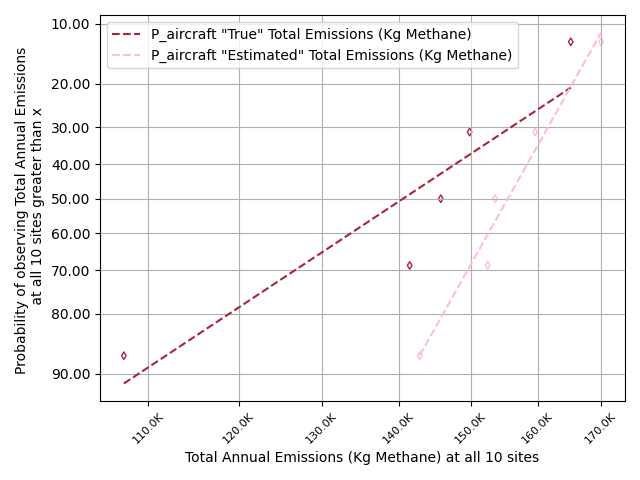 P_aircraft "True" Total Emissions (Kg Methane)
P_aircraft "Estimated" Total Emissions (Kg Methane)
Probability of observing Total Annual Emissions
at all 10 sites greater than x
10.00
20.00
30.00
40.00
50.00
60.00
70.00
80.00
90.00
110.0K
120.0K
130.0K
140.0K
150.0K
160.0K
170.0K
Total Annual Emissions (Kg Methane) at all 10 sites